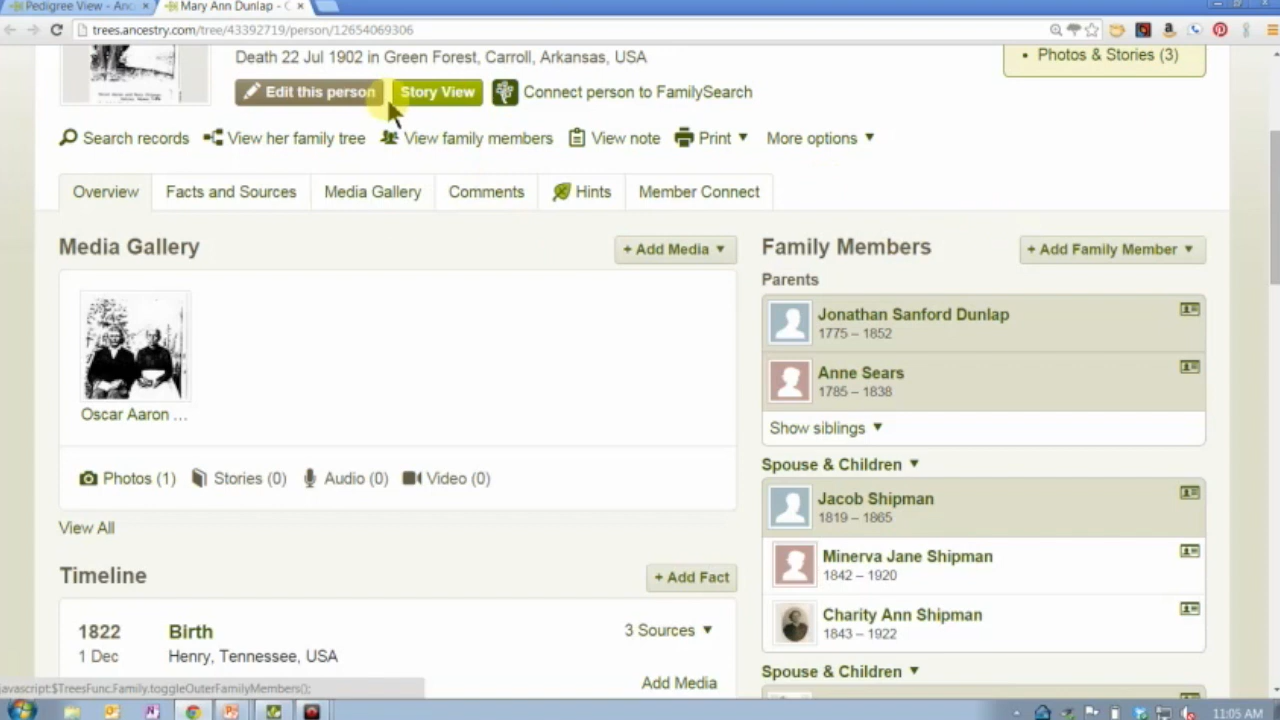 Pedigree View - Anc
Mary Ann Dunlap -
trees.ancestry.com/tree/43392719/person/12654069306
Death 22 Jul 1902 in Green Forest, Carroll, Arkansas, USA
• Photos & Stories (3)
Edit this person
Story View
Connect person to FamilySearch
Search records
View her family tree
View family members
View note
Print
More options
Overview
Facts and Sources
Media Gallery
Comments
Hints
Member Connect
Media Gallery
+ Add Media
Oscar Aaron ...
Photos (1)
Stories (0)
Audio (0)
Video (0)
View All
Timeline
+ Add Fact
1822
Birth
3 Sources
1 Dec
Henry, Tennessee, USA
Add Media
Family Members
+ Add Family Member
Parents
Jonathan Sanford Dunlap
1775 – 1852
Anne Sears
1785 – 1838
Show siblings
Spouse & Children
Jacob Shipman
1819 – 1865
Minerva Jane Shipman
1842 – 1920
Charity Ann Shipman
1843 – 1922
Spouse & Children
javascript:$TreesFunc.Family.toggleOuterFamilyMembers();
11:05 AM